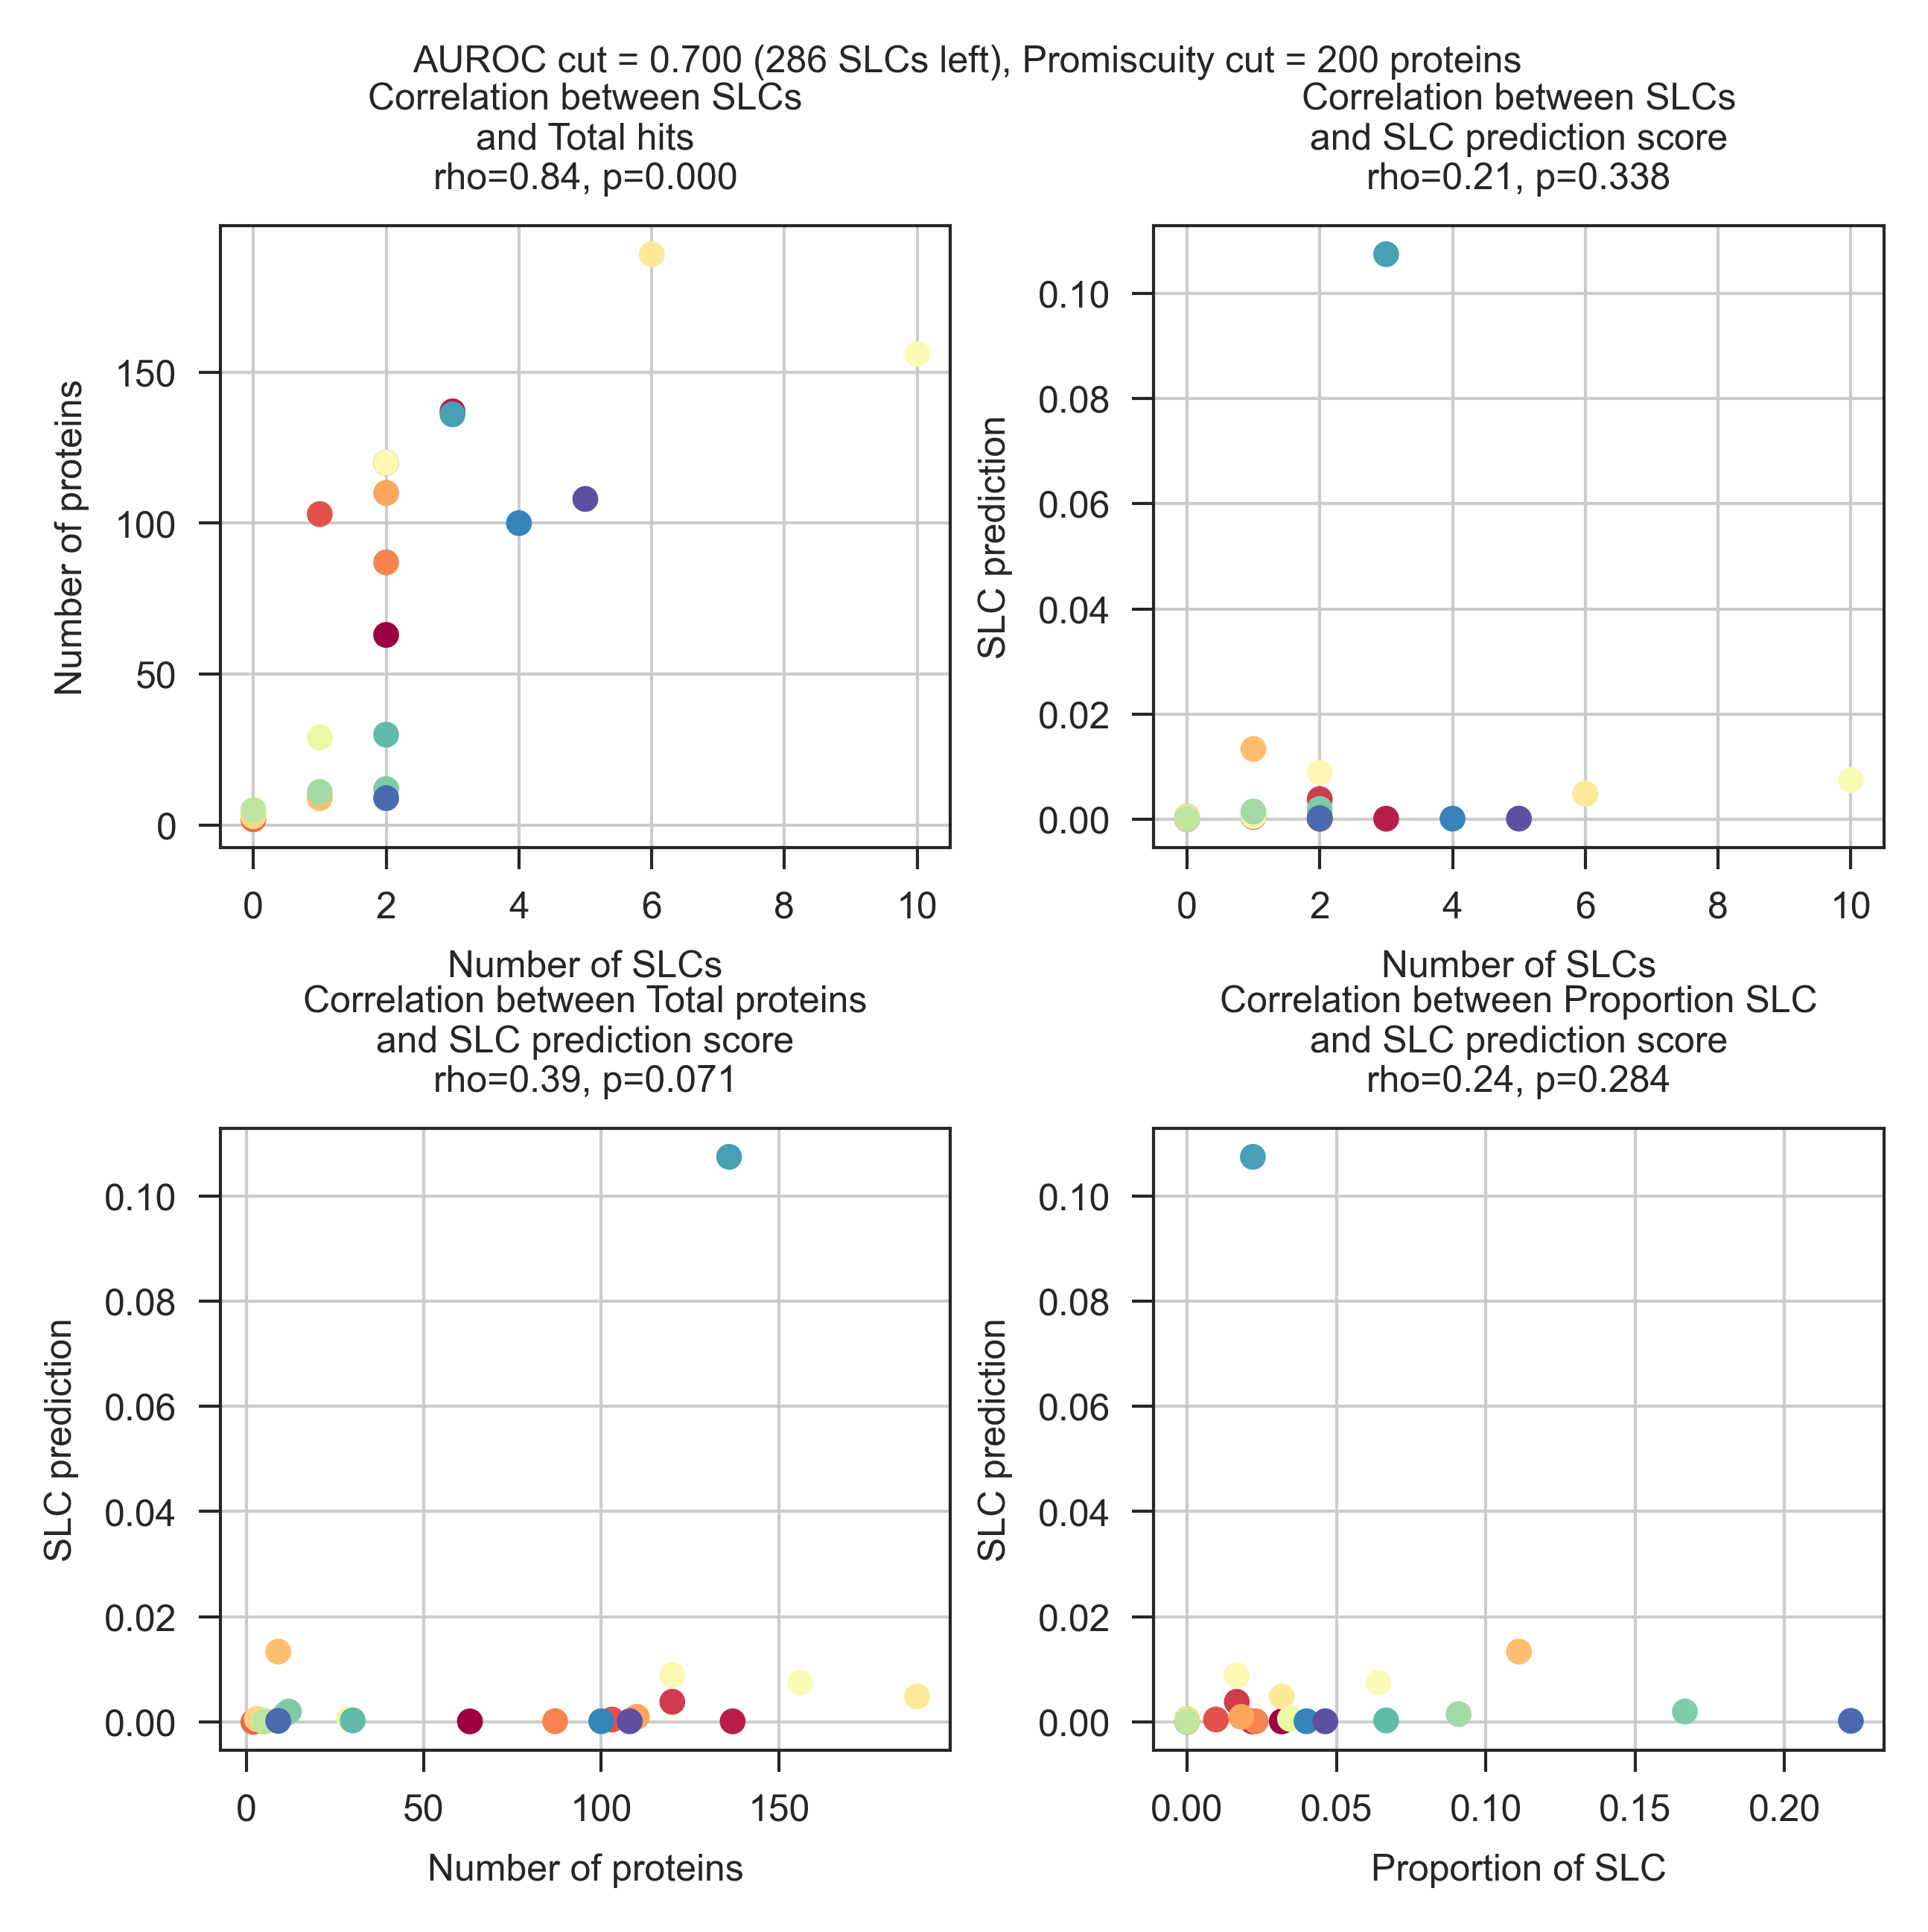 AUROC cut = 0.700 (286 SLCs left), Promiscuity cut = 200 proteins
Correlation between SLCs
and Total hits
rho=0.84, p=0.000
150
100
50
0
Number of proteins
0 2 4 6 8 10
Number of SLCs
Correlation between SLCs
and SLC prediction score
rho=0.21, p=0.338
0.10
0.08
0.06
0.04
0.02
0.00
SLC prediction
0 2 4 6 8 10
Number of SLCs
Correlation between Total proteins
and SLC prediction score
rho=0.39, p=0.071
0.10
0.08
0.06
0.04
0.02
0.00
SLC prediction
0 50 100 150
Number of proteins
Correlation between Proportion SLC
and SLC prediction score
rho=0.24, p=0.284
0.10
0.08
0.06
0.04
0.02
0.00
SLC prediction
0.00 0.05 0.10 0.15 0.20
Proportion of SLC